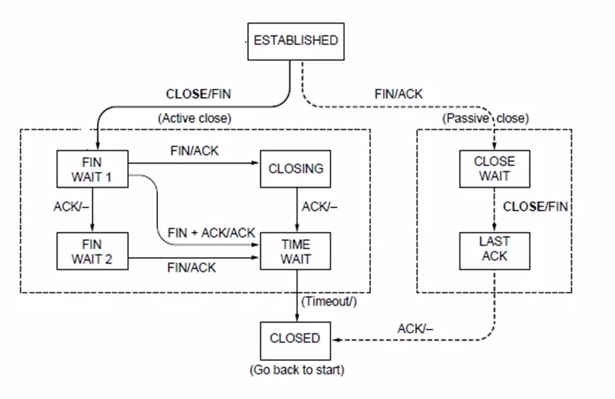 ESTABLISHED
CLOSE/FIN
FIN/ACK
(Active close)
(Passive close)
FIN
WAIT 1
FIN/ACK
CLOSING
CLOSE
WAIT
ACK/–
ACK/–
CLOSE/FIN
FIN + ACK/ACK
FIN
WAIT 2
FIN/ACK
TIME
WAIT
LAST
ACK
(Timeout/)
CLOSED
ACK/–
(Go back to start)